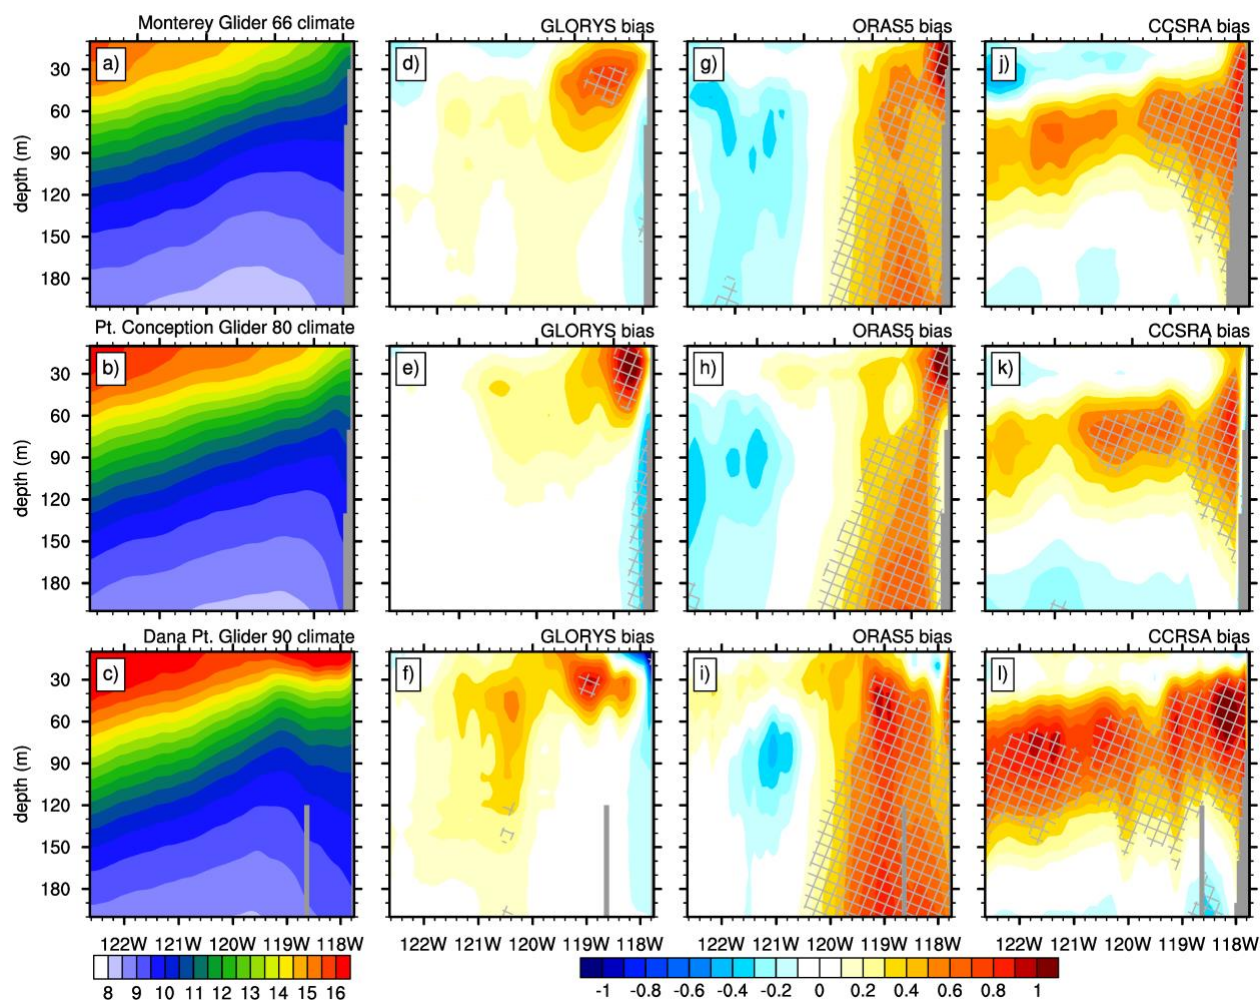 Monterey Glider 66 climate
GLORYS bias
ORAS5 bias
CCSRA bias
a)
d)
g)
j)
depth (m)
30
60
90
120
150
180
Pt. Conception Glider 80 climate
GLORYS bias
ORAS5 bias
CCSRA bias
b)
e)
h)
k)
depth (m)
30
60
90
120
150
180
Dana Pt. Glider 90 climate
GLORYS bias
ORAS5 bias
CCRSA bias
c)
f)
i)
l)
depth (m)
30
60
90
120
150
180
122W 120W 119W 118W
122W 120W 119W 118W
122W 120W 119W 118W
122W 120W 119W 118W
8 9 10 11 12 13 14 15 16
-1 -0.8 -0.6 -0.4 -0.2 0 0.2 0.4 0.6 0.8 1